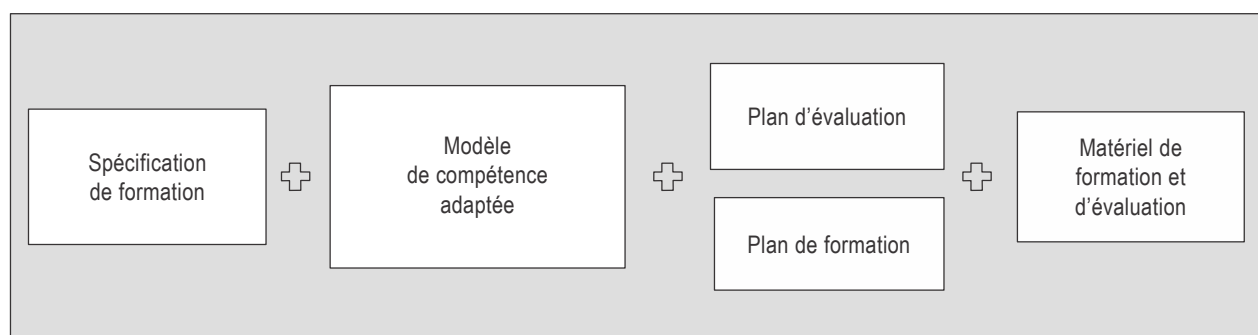 Spécification
de formation
Modèle
de compétence
adaptée
Plan d’évaluation
Plan de formation
Matériel de
formation et
d’évaluation